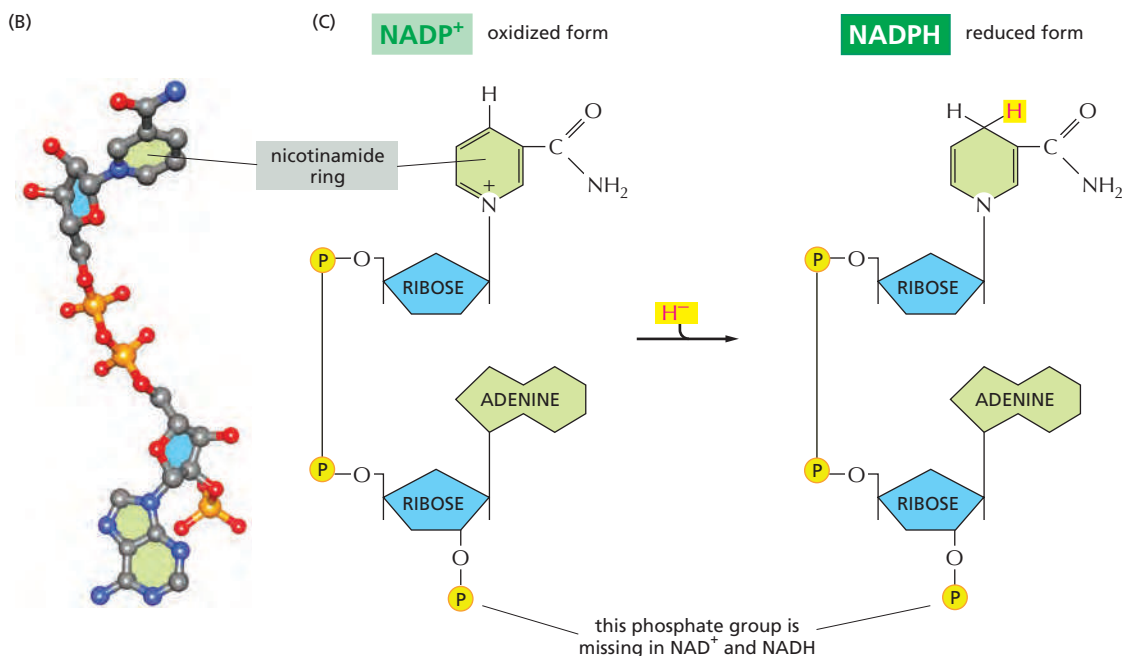 (B)
(C)
NADP⁺ oxidized form
NADPH reduced form
nicotinamide
ring
H
O
C
NH₂
+
N
P
O
RIBOSE
ADENINE
P
O
RIBOSE
O
P
H⁻
H
H
O
C
NH₂
N
P
O
RIBOSE
ADENINE
P
O
RIBOSE
O
P
this phosphate group is
missing in NAD⁺ and NADH